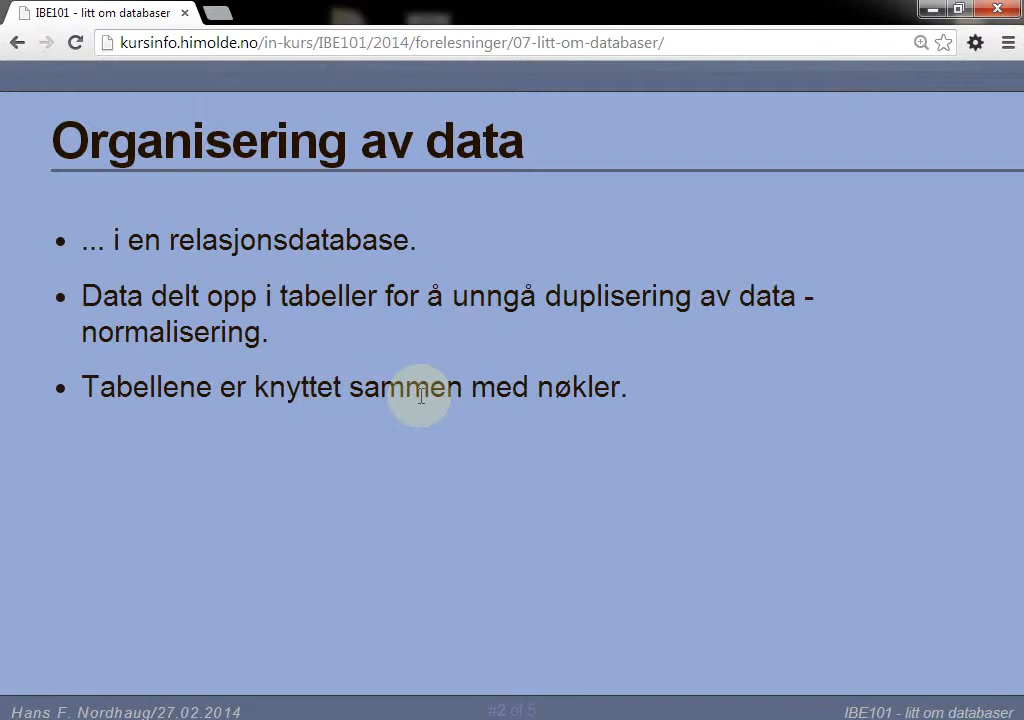 IBE101 - litt om databaser
kursinfo.himolde.no/in-kurs/IBE101/2014/forelesninger/07-litt-om-databaser/
Organisering av data
... i en relasjonsdatabase.
Data delt opp i tabeller for å unngå duplisering av data -
normalisering.
Tabellene er knyttet sammen med nøkler.
Hans F. Nordhaug/27.02.2014
#2 of 5
IBE101 - litt om databaser